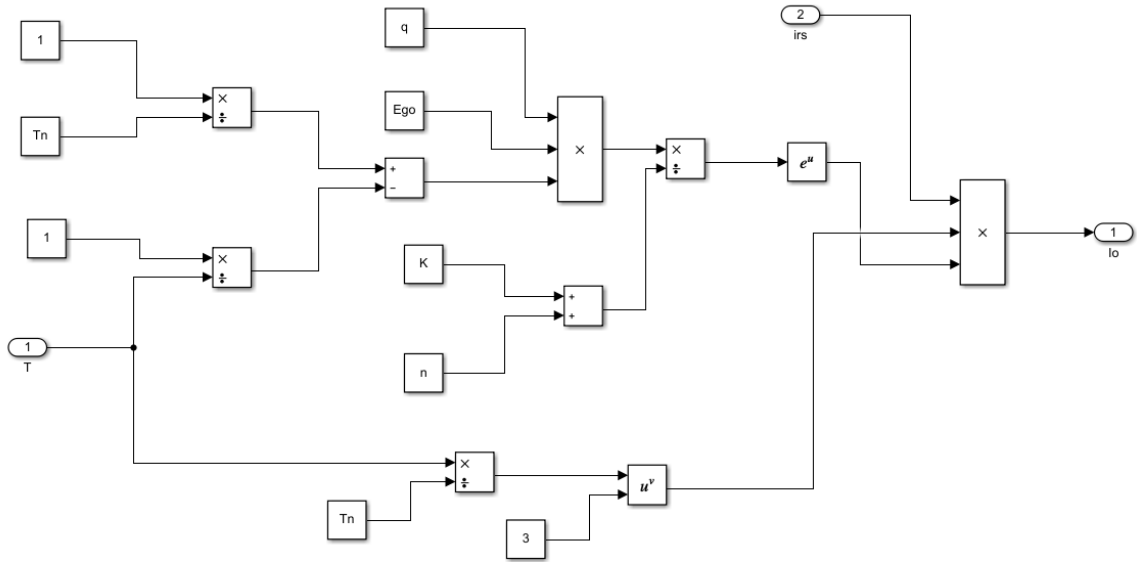 1
Tn
×
÷
1
×
÷
1
T
+
−
q
Ego
×
K
n
+
+
×
÷
e^u
2
irs
×
1
Io
×
÷
Tn
3
u^v